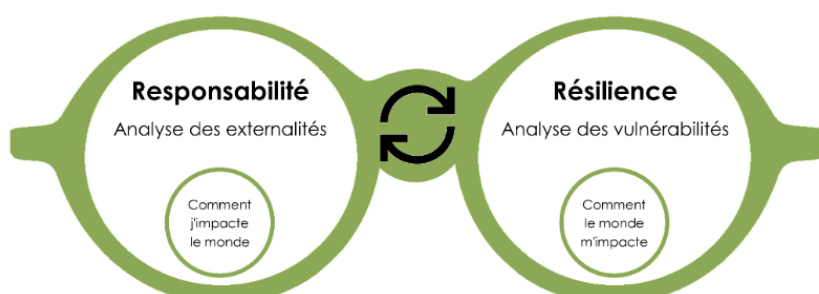 Responsabilité
Analyse des externalités
Comment
j'impacte
le monde
Résilience
Analyse des vulnérabilités
Comment
le monde
m'impacte